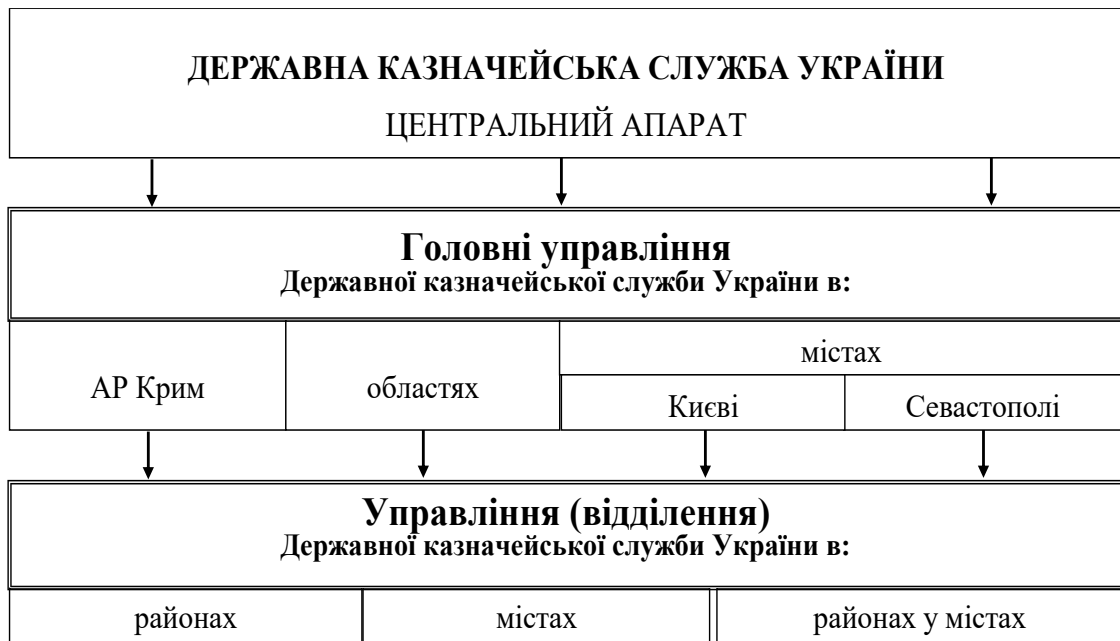 ДЕРЖАВНА КАЗНАЧЕЙСЬКА СЛУЖБА УКРАЇНИ
ЦЕНТРАЛЬНИЙ АПАРАТ
Головні управління
Державної казначейської служби України в:
АР Крим
областях
містах
Києві
Севастополі
Управління (відділення)
Державної казначейської служби України в:
районах
містах
районах у містах